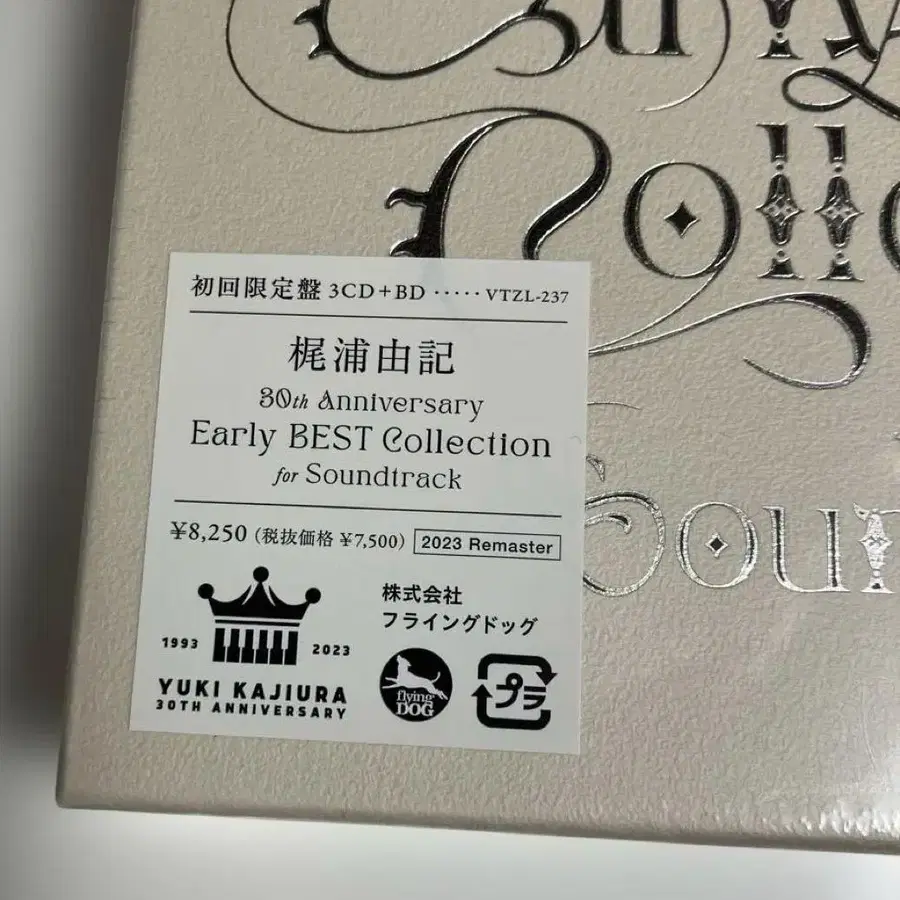 Colle
初回限定盤 3CD+BD ····· VTZL-237
梶浦由記
30th Anniversary
Early BEST Collection
for Soundtrack
¥8,250 (税抜価格 ¥7,500) 2023 Remaster
1993 2023
YUKI KAJIURA
30TH ANNIVERSARY
株式会社
フライングドッグ
flying
DOG
プラ
Soun